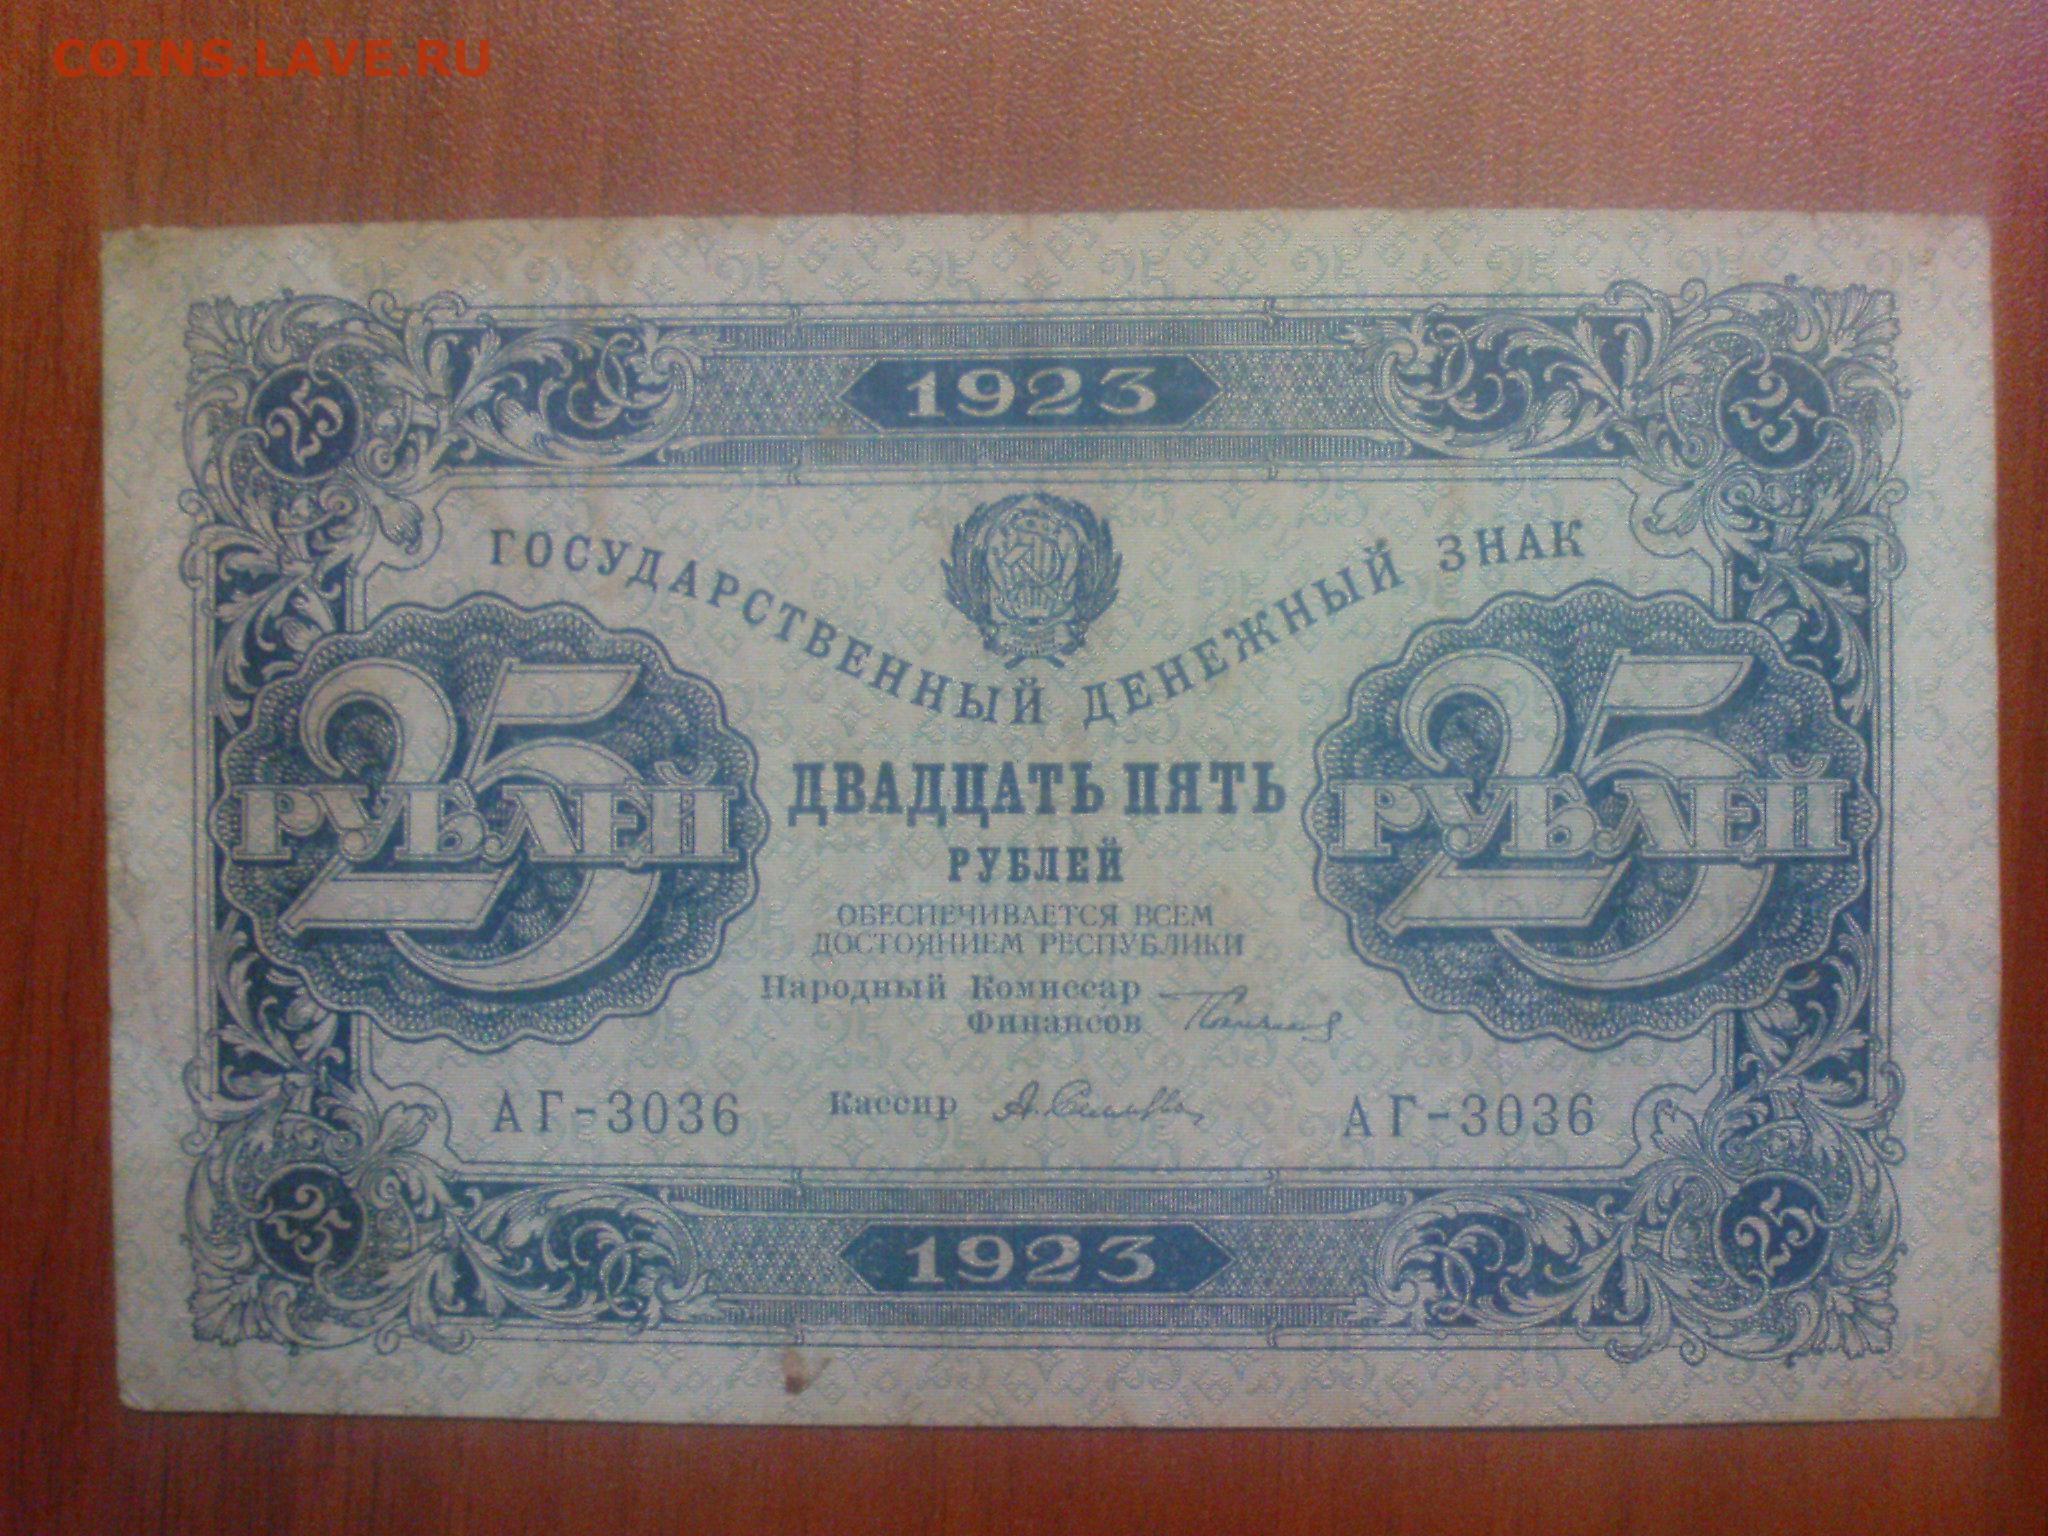 COINS.LAVE.RU
1923
25 25
ГОСУДАРСТВЕННЫЙ ДЕНЕЖНЫЙ ЗНАК
25 РУБЛЕЙ
ДВАДЦАТЬ ПЯТЬ
РУБЛЕЙ
25 РУБЛЕЙ
ОБЕСПЕЧИВАЕТСЯ ВСЕМ
ДОСТОЯНИЕМ РЕСПУБЛИКИ
Народный Комиссар
Финансов
АГ-3036 Кассир АГ-3036
25 25
1923